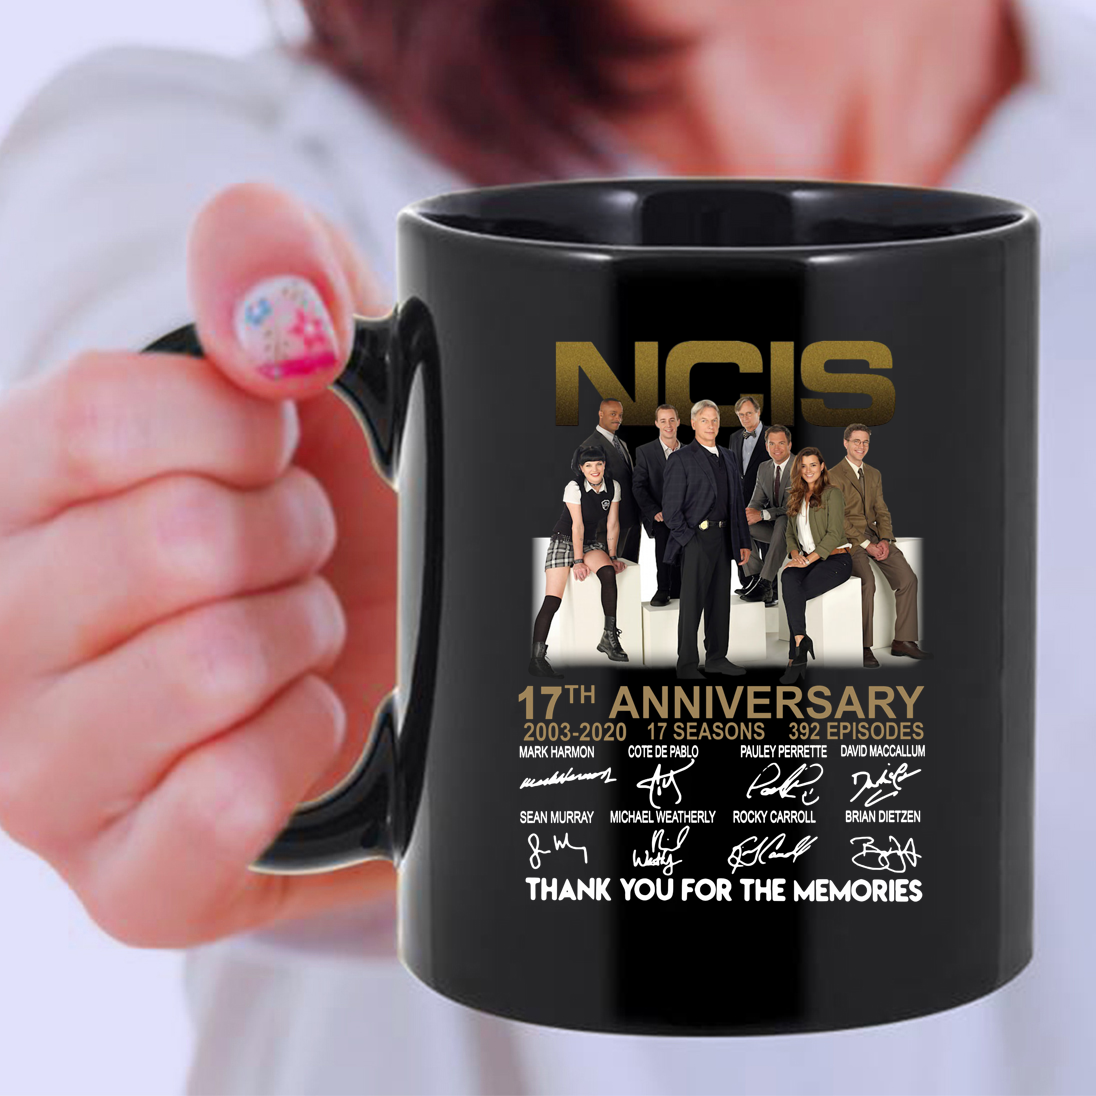 NCIS
17TH ANNIVERSARY
2003-2020 17 SEASONS 392 EPISODES
MARK HARMON COTE DE PABLO PAULEY PERRETTE DAVID MACCALLUM
SEAN MURRAY MICHAEL WEATHERLY ROCKY CARROLL BRIAN DIETZEN
THANK YOU FOR THE MEMORIES